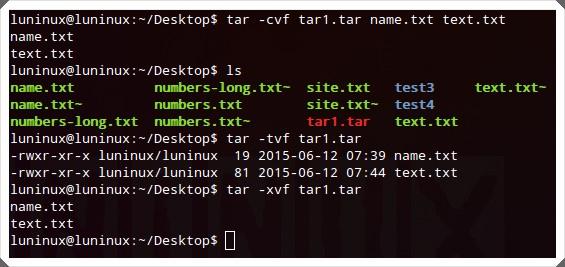 luninux@luninux:~/Desktop$ tar -cvf tar1.tar name.txt text.txt
name.txt
text.txt
luninux@luninux:~/Desktop$ ls
name.txt numbers-long.txt~ site.txt test3 text.txt~
name.txt~ numbers.txt site.txt~ test4
numbers-long.txt numbers.txt~ tar1.tar text.txt
luninux@luninux:~/Desktop$ tar -tvf tar1.tar
-rwxr-xr-x luninux/luninux 19 2015-06-12 07:39 name.txt
-rwxr-xr-x luninux/luninux 81 2015-06-12 07:44 text.txt
luninux@luninux:~/Desktop$ tar -xvf tar1.tar
name.txt
text.txt
luninux@luninux:~/Desktop$